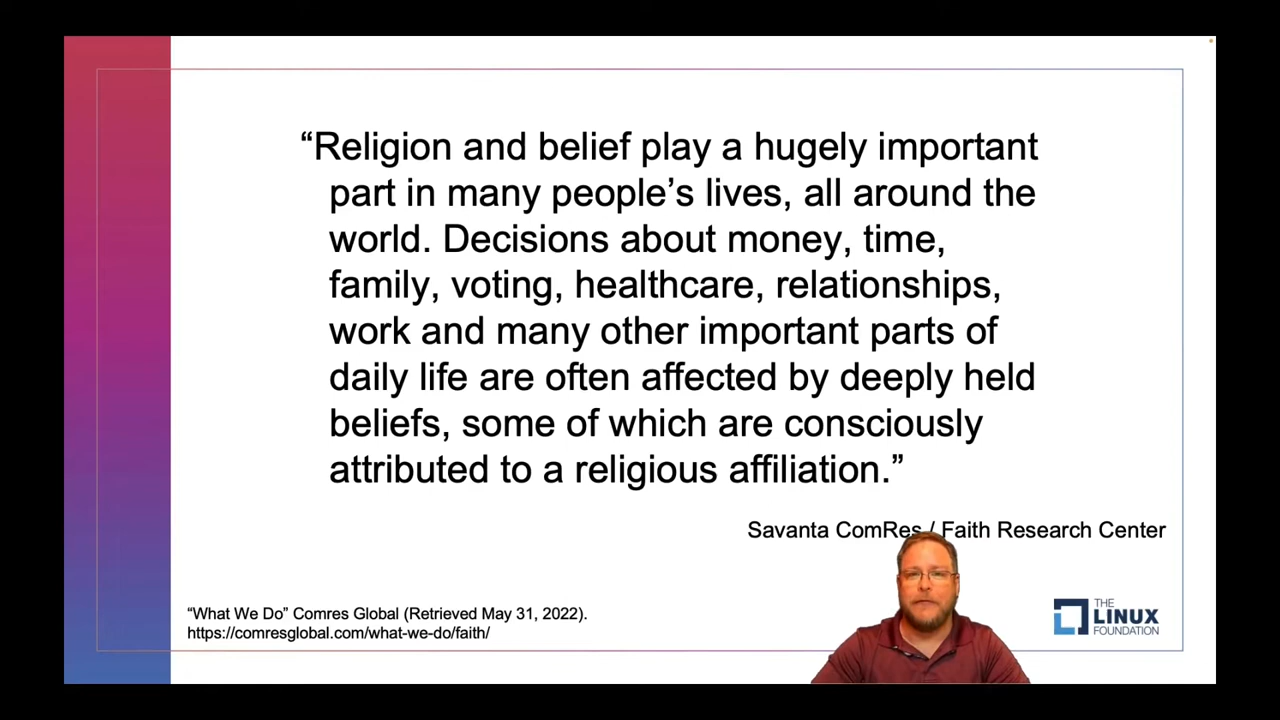 “Religion and belief play a hugely important
part in many people’s lives, all around the
world. Decisions about money, time,
family, voting, healthcare, relationships,
work and many other important parts of
daily life are often affected by deeply held
beliefs, some of which are consciously
attributed to a religious affiliation.”
Savanta ComRes / Faith Research Center
“What We Do” Comres Global (Retrieved May 31, 2022).
https://comresglobal.com/what-we-do/faith/
THE
LINUX
FOUNDATION